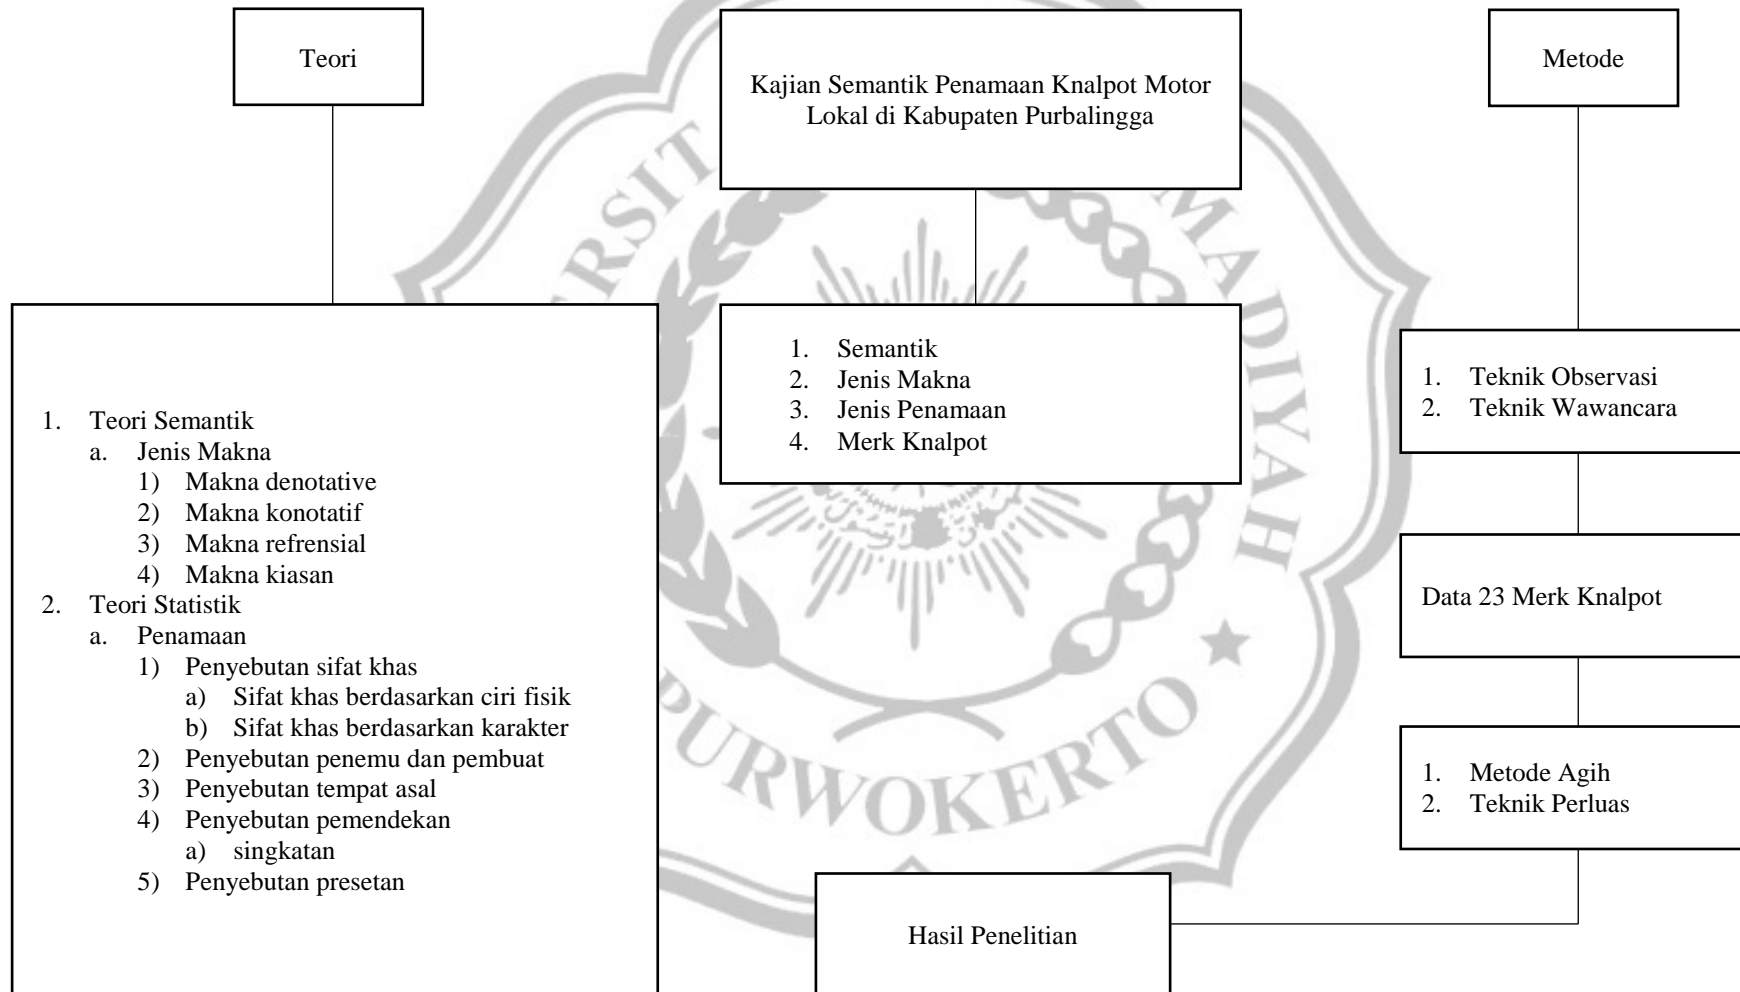 Teori
Kajian Semantik Penamaan Knalpot Motor
Lokal di Kabupaten Purbalingga
Metode
1. Teori Semantik
a. Jenis Makna
1) Makna denotative
2) Makna konotatif
3) Makna refrensial
4) Makna kiasan
2. Teori Statistik
a. Penamaan
1) Penyebutan sifat khas
a) Sifat khas berdasarkan ciri fisik
b) Sifat khas berdasarkan karakter
2) Penyebutan penemu dan pembuat
3) Penyebutan tempat asal
4) Penyebutan pemendekan
a) singkatan
5) Penyebutan presetan
1. Semantik
2. Jenis Makna
3. Jenis Penamaan
4. Merk Knalpot
1. Teknik Observasi
2. Teknik Wawancara
Data 23 Merk Knalpot
1. Metode Agih
2. Teknik Perluas
Hasil Penelitian
PURWOKERTO